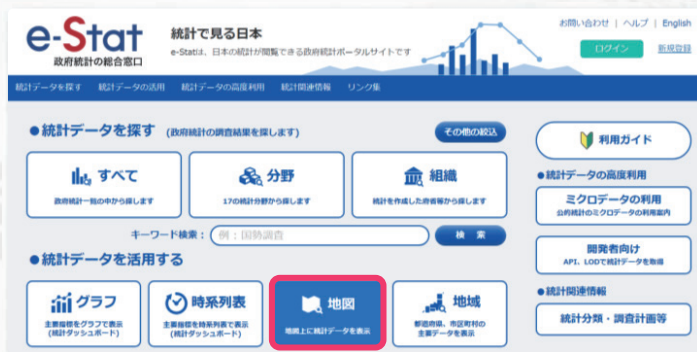 e-Stat
政府統計の総合窓口
統計で見る日本
e-Statは、日本の統計が閲覧できる政府統計ポータルサイトです
お問い合わせ | ヘルプ | English
ログイン 新規登録
統計データを探す 統計データの活用 統計データの高度利用 統計関連情報 リンク集
●統計データを探す (政府統計の調査結果を探します) その他の絞込
すべて
政府統計一覧の中から探します
分野
17の統計分野から探します
組織
統計を作成した府省等から探します
キーワード検索： 例：国勢調査 検索
●統計データを活用する
グラフ
主要指標をグラフで表示
(統計ダッシュボード)
時系列表
主要指標を時系列表で表示
(統計ダッシュボード)
地図
地図上に統計データを表示
地域
都道府県、市区町村の
主要データを表示
利用ガイド
●統計データの高度利用
ミクロデータの利用
公的統計のミクロデータの利用案内
開発者向け
API、LODで統計データを取得
●統計関連情報
統計分類・調査計画等